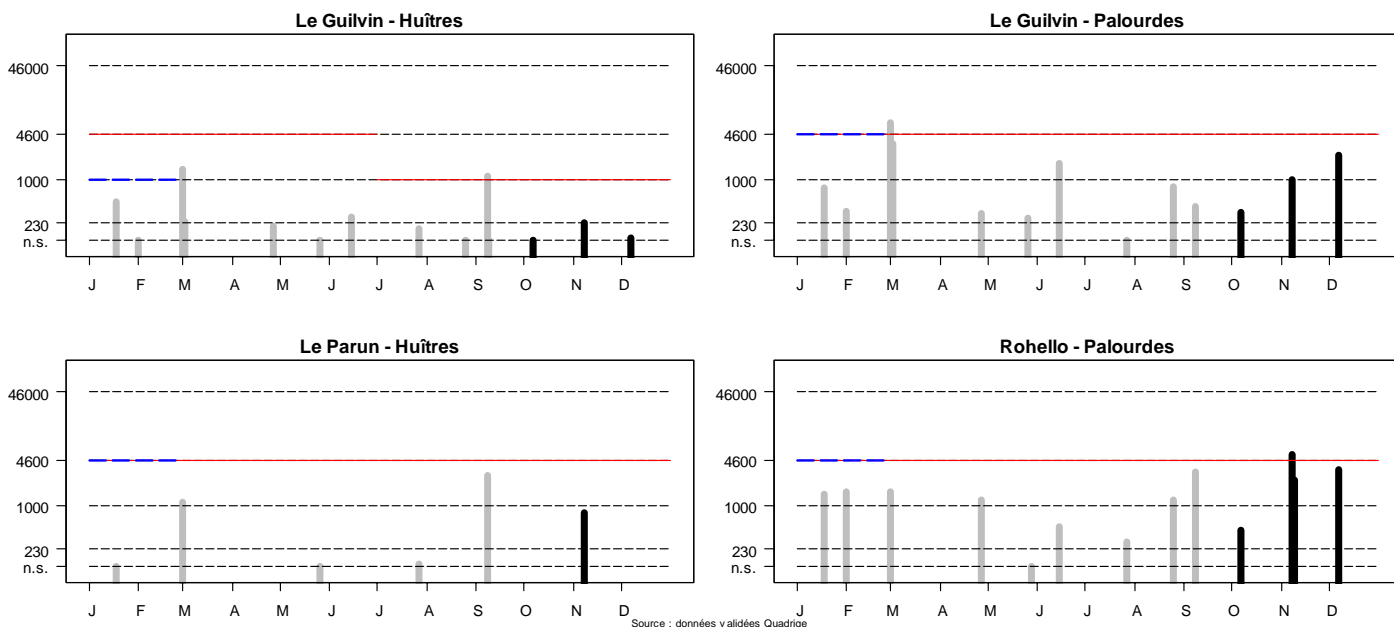 Le Guilvin - Huîtres
46000
4600
1000
230
n.s.
J F M A M J J A S O N D
Le Guilvin - Palourdes
46000
4600
1000
230
n.s.
J F M A M J J A S O N D
Le Parun - Huîtres
46000
4600
1000
230
n.s.
J F M A M J J A S O N D
Rohello - Palourdes
46000
4600
1000
230
n.s.
J F M A M J J A S O N D
Source : données validées Quadrige